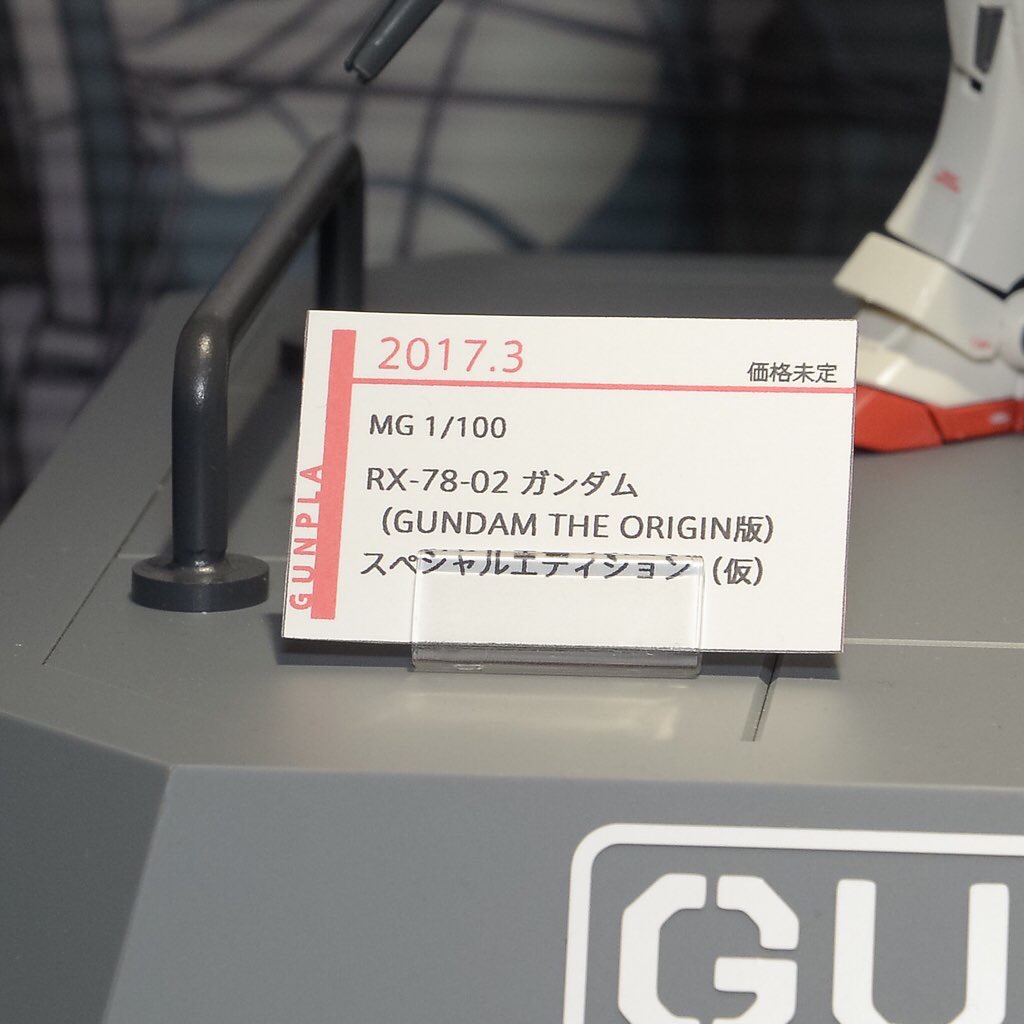 2017.3
価格未定
MG 1/100
RX-78-02 ガンダム
（GUNDAM THE ORIGIN版）
スペシャルエディション（仮）
GUNPLA
GU